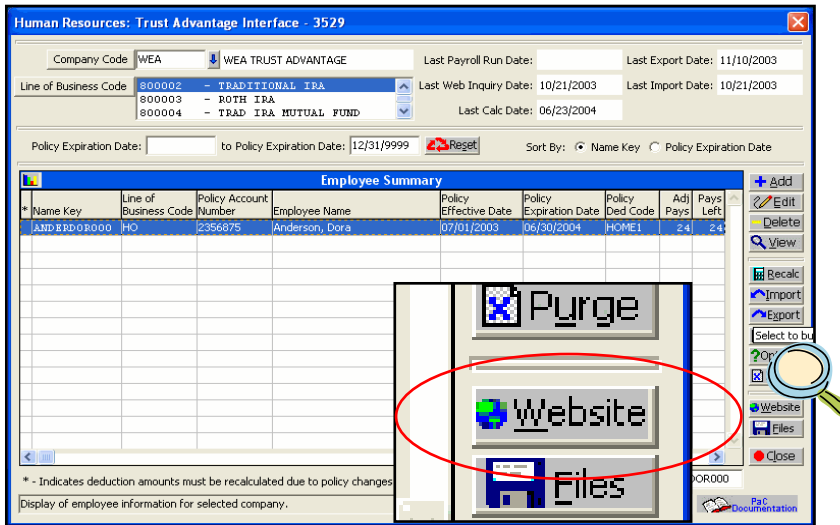 Human Resources: Trust Advantage Interface - 3529
Company Code WEA WEA TRUST ADVANTAGE Last Payroll Run Date: Last Export Date: 11/10/2003
Line of Business Code 800002 - TRADITIONAL IRA Last Web Inquiry Date: 10/21/2003 Last Import Date: 10/21/2003
800003 - ROTH IRA
800004 - TRAD IRA MUTUAL FUND Last Calc Date: 06/23/2004
Policy Expiration Date: to Policy Expiration Date: 12/31/9999 Reset Sort By: Name Key Policy Expiration Date
Employee Summary
* Name Key Line of Business Code Policy Account Number Employee Name Policy Effective Date Policy Expiration Date Policy Ded Code Adj Pays Pays Left
ANDERDOR000 HO 2356875 Anderson, Dora 07/01/2003 06/30/2004 HOME1 24 24
Add
Edit
Delete
View
Recalc
Import
Export
Select to bu
?Op
Website
Files
Close
Purge
Website
Files
* - Indicates deduction amounts must be recalculated due to policy changes
DOR000
Display of employee information for selected company.
PaC Documentation